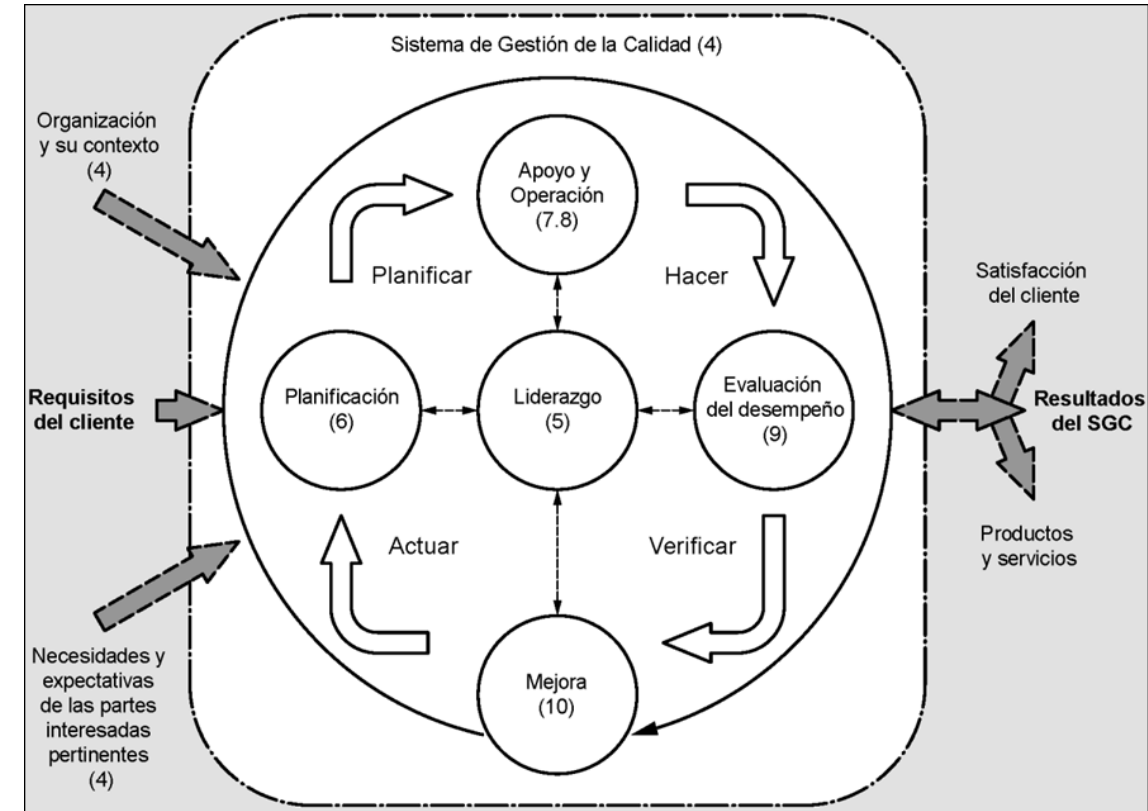 Sistema de Gestión de la Calidad (4)
Organización
y su contexto
(4)
Apoyo y
Operación
(7.8)
Planificar
Hacer
Satisfacción
del cliente
Requisitos
del cliente
Planificación
(6)
Liderazgo
(5)
Evaluación
del desempeño
(9)
Resultados
del SGC
Actuar
Verificar
Productos
y servicios
Necesidades y
expectativas
de las partes
interesadas
pertinentes
(4)
Mejora
(10)